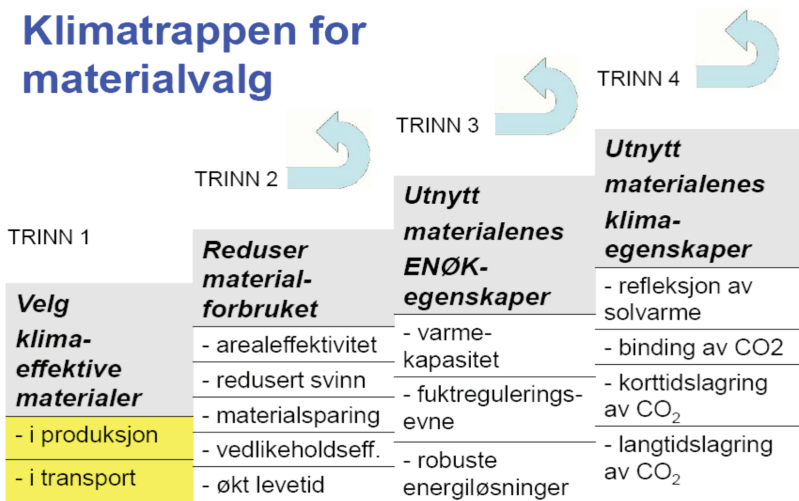 Klimatrappen for
materialvalg
TRINN 1
Velg
klima-
effektive
materialer
- i produksjon
- i transport
TRINN 2
Reduser
material-
forbruket
- arealeffektivitet
- redusert svinn
- materialsparing
- vedlikeholdseff.
- økt levetid
TRINN 3
Utnytt
materialenes
ENØK-
egenskaper
- varme-
kapasitet
- fuktregulerings-
evne
- robuste
energiløsninger
TRINN 4
Utnytt
materialenes
klima-
egenskaper
- refleksjon av
solvarme
- binding av CO2
- korttidslagring
av CO₂
- langtidslagring
av CO₂